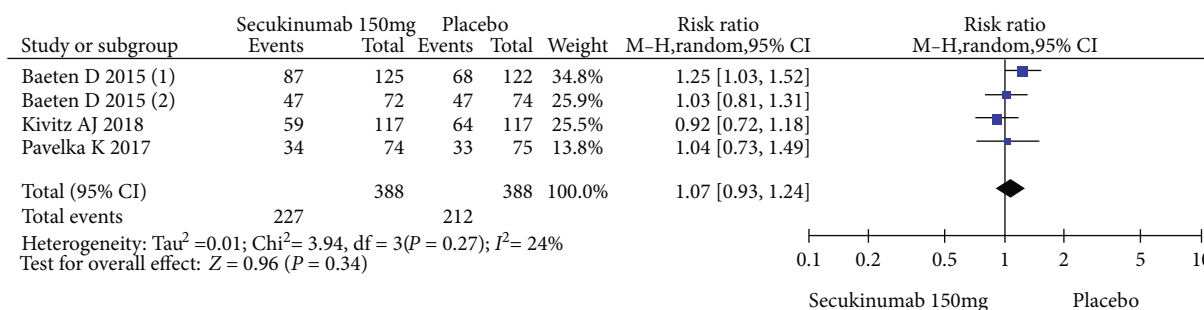 Secukinumab 150mg Placebo Risk ratio Risk ratio
Study or subgroup Events Total Events Total Weight M–H,random,95% CI M–H,random,95% CI
Baeten D 2015 (1) 87 125 68 122 34.8% 1.25 [1.03, 1.52]
Baeten D 2015 (2) 47 72 47 74 25.9% 1.03 [0.81, 1.31]
Kivitz AJ 2018 59 117 64 117 25.5% 0.92 [0.72, 1.18]
Pavelka K 2017 34 74 33 75 13.8% 1.04 [0.73, 1.49]
Total (95% CI) 388 388 100.0% 1.07 [0.93, 1.24]
Total events 227 212
Heterogeneity: Tau² =0.01; Chi²= 3.94, df = 3(P = 0.27); I²= 24%
Test for overall effect: Z = 0.96 (P = 0.34)
0.1 0.2 0.5 1 2 5
Secukinumab 150mg Placebo